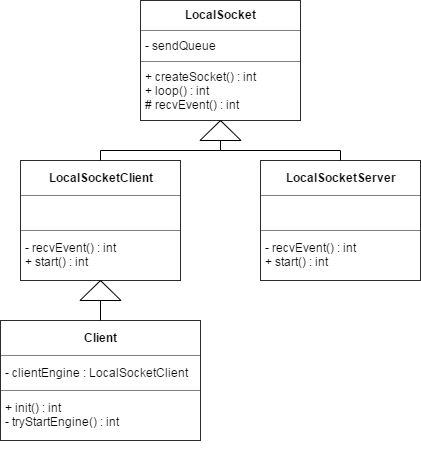 LocalSocket
- sendQueue
+ createSocket() : int
+ loop() : int
# recvEvent() : int
LocalSocketClient
- recvEvent() : int
+ start() : int
LocalSocketServer
- recvEvent() : int
+ start() : int
Client
- clientEngine : LocalSocketClient
+ init() : int
- tryStartEngine() : int